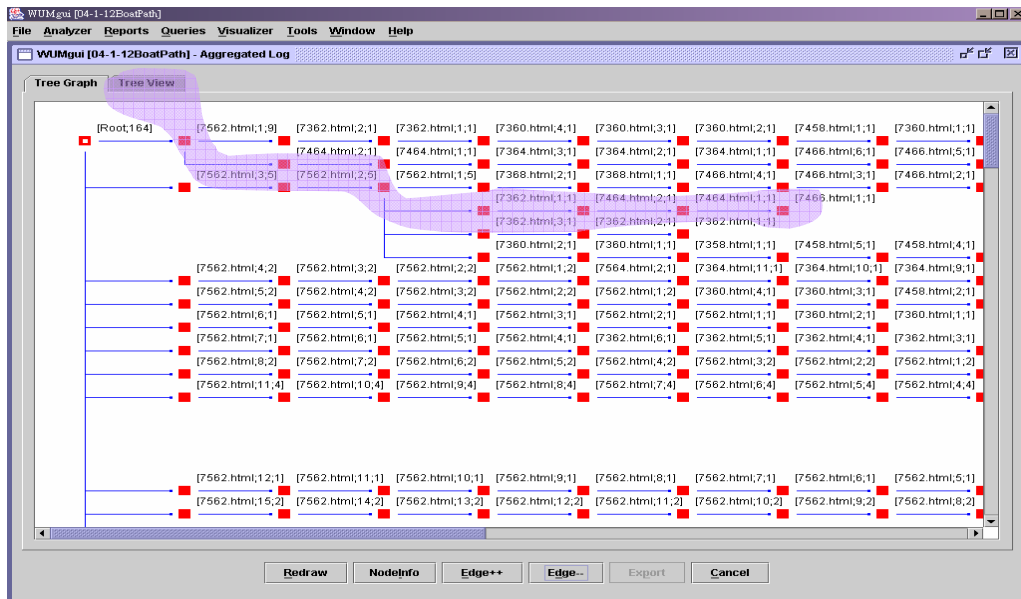 WUMgui [04-1-12BoatPath]
File Analyzer Reports Queries Visualizer Tools Window Help
WUMgui [04-1-12BoatPath] - Aggregated Log
Tree Graph Tree View
[Root;164] [7562.html;1;9] [7362.html;2;1] [7362.html;1;1] [7360.html;4;1] [7360.html;3;1] [7360.html;2;1] [7458.html;1;1] [7360.html;1;1]
[7464.html;2;1] [7464.html;1;1] [7364.html;3;1] [7364.html;2;1] [7364.html;1;1] [7466.html;6;1] [7466.html;5;1]
[7562.html;3;5] [7562.html;2;5] [7562.html;1;5] [7368.html;2;1] [7368.html;1;1] [7466.html;4;1] [7466.html;3;1] [7466.html;2;1]
[7362.html;1;1] [7464.html;2;1] [7464.html;1;1] [7466.html;1;1]
[7362.html;3;1] [7362.html;2;1] [7362.html;1;1]
[7360.html;2;1] [7360.html;1;1] [7358.html;1;1] [7458.html;5;1] [7458.html;4;1]
[7562.html;4;2] [7562.html;3;2] [7562.html;2;2] [7562.html;1;2] [7564.html;2;1] [7364.html;11;1] [7364.html;10;1] [7364.html;9;1]
[7562.html;5;2] [7562.html;4;2] [7562.html;3;2] [7562.html;2;2] [7562.html;1;2] [7360.html;4;1] [7360.html;3;1] [7458.html;2;1]
[7562.html;6;1] [7562.html;5;1] [7562.html;4;1] [7562.html;3;1] [7562.html;2;1] [7562.html;1;1] [7360.html;2;1] [7360.html;1;1]
[7562.html;7;1] [7562.html;6;1] [7562.html;5;1] [7562.html;4;1] [7362.html;6;1] [7362.html;5;1] [7362.html;4;1] [7362.html;3;1]
[7562.html;8;2] [7562.html;7;2] [7562.html;6;2] [7562.html;5;2] [7562.html;4;2] [7562.html;3;2] [7562.html;2;2] [7562.html;1;2]
[7562.html;11;4] [7562.html;10;4] [7562.html;9;4] [7562.html;8;4] [7562.html;7;4] [7562.html;6;4] [7562.html;5;4] [7562.html;4;4]
[7562.html;12;1] [7562.html;11;1] [7562.html;10;1] [7562.html;9;1] [7562.html;8;1] [7562.html;7;1] [7562.html;6;1] [7562.html;5;1]
[7562.html;15;2] [7562.html;14;2] [7562.html;13;2] [7562.html;12;2] [7562.html;11;2] [7562.html;10;2] [7562.html;9;2] [7562.html;8;2]
Redraw NodeInfo Edge++ Edge-- Export Cancel